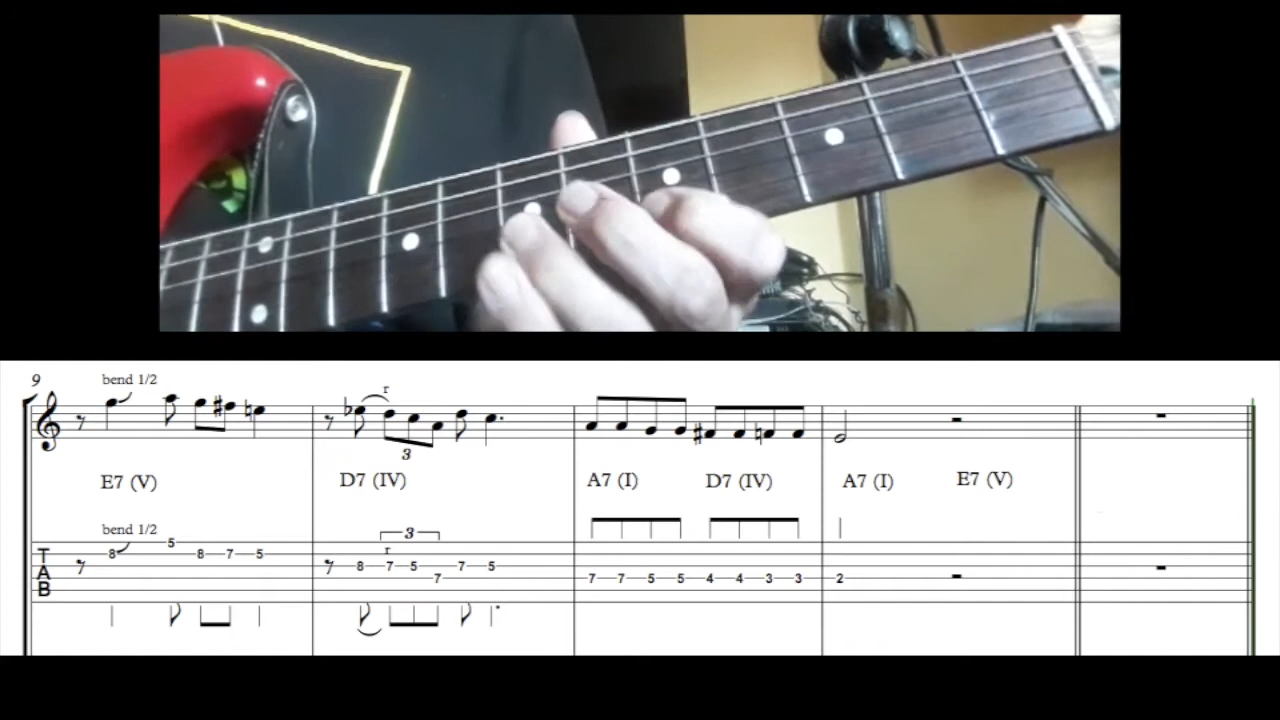 9
bend 1/2
r
3
E7 (V) D7 (IV) A7 (I) D7 (IV) A7 (I) E7 (V)
bend 1/2
3
r
T
A
B
8 5 8 7 5 8 7 5 7 7 5 7 7 5 5 4 4 3 3 2